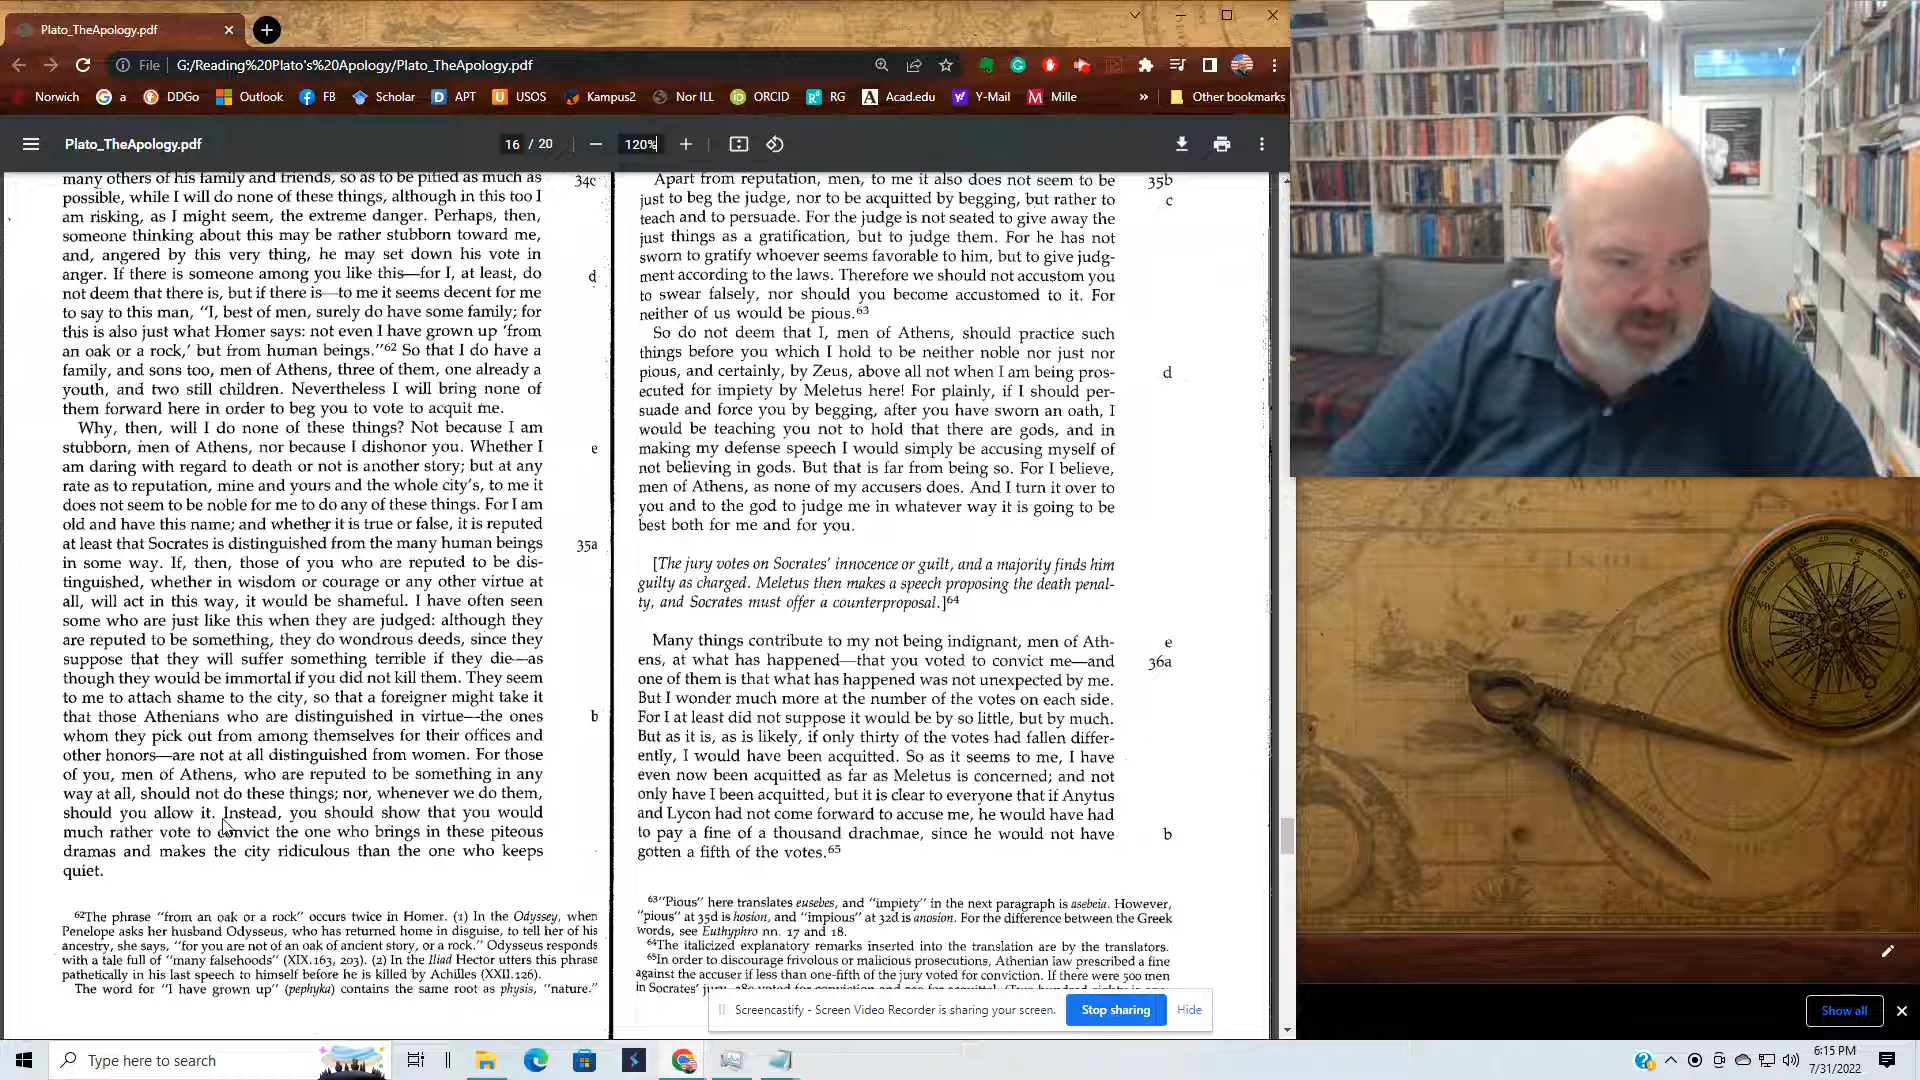 Plato_TheApology.pdf
File G:/Reading%20Plato's%20Apology/Plato_TheApology.pdf
Norwich a DDGo Outlook FB Scholar APT USOS Kampus2 Nor ILL ORCID RG Acad.edu Y-Mail Mille » Other bookmarks
Plato_TheApology.pdf 16 / 20 120%
many others of his family and friends, so as to be pitied as much as 34c
possible, while I will do none of these things, although in this too I
am risking, as I might seem, the extreme danger. Perhaps, then,
someone thinking about this may be rather stubborn toward me,
and, angered by this very thing, he may set down his vote in
anger. If there is someone among you like this—for I, at least, do d
not deem that there is, but if there is—to me it seems decent for me
to say to this man, "I, best of men, surely do have some family; for
this is also just what Homer says: not even I have grown up 'from
an oak or a rock,' but from human beings."62 So that I do have a
family, and sons too, men of Athens, three of them, one already a
youth, and two still children. Nevertheless I will bring none of
them forward here in order to beg you to vote to acquit me.
Why, then, will I do none of these things? Not because I am
stubborn, men of Athens, nor because I dishonor you. Whether I e
am daring with regard to death or not is another story; but at any
rate as to reputation, mine and yours and the whole city's, to me it
does not seem to be noble for me to do any of these things. For I am
old and have this name; and whether it is true or false, it is reputed
at least that Socrates is distinguished from the many human beings 35a
in some way. If, then, those of you who are reputed to be dis-
tinguished, whether in wisdom or courage or any other virtue at
all, will act in this way, it would be shameful. I have often seen
some who are just like this when they are judged: although they
are reputed to be something, they do wondrous deeds, since they
suppose that they will suffer something terrible if they die—as
though they would be immortal if you did not kill them. They seem
to me to attach shame to the city, so that a foreigner might take it
that those Athenians who are distinguished in virtue—the ones b
whom they pick out from among themselves for their offices and
other honors—are not at all distinguished from women. For those
of you, men of Athens, who are reputed to be something in any
way at all, should not do these things; nor, whenever we do them,
should you allow it. Instead, you should show that you would
much rather vote to convict the one who brings in these piteous
dramas and makes the city ridiculous than the one who keeps
quiet.
62The phrase "from an oak or a rock" occurs twice in Homer. (1) In the Odyssey, when
Penelope asks her husband Odysseus, who has returned home in disguise, to tell her of his
ancestry, she says, "for you are not of an oak of ancient story, or a rock." Odysseus responds
with a tale full of "many falsehoods" (XIX.163, 203). (2) In the Iliad Hector utters this phrase
pathetically in his last speech to himself before he is killed by Achilles (XXII.126).
The word for "I have grown up" (pephyka) contains the same root as physis, "nature."
Apart from reputation, men, to me it also does not seem to be 35b
just to beg the judge, nor to be acquitted by begging, but rather to c
teach and to persuade. For the judge is not seated to give away the
just things as a gratification, but to judge them. For he has not
sworn to gratify whoever seems favorable to him, but to give judg-
ment according to the laws. Therefore we should not accustom you
to swear falsely, nor should you become accustomed to it. For
neither of us would be pious.63
So do not deem that I, men of Athens, should practice such
things before you which I hold to be neither noble nor just nor
pious, and certainly, by Zeus, above all not when I am being pros- d
ecuted for impiety by Meletus here! For plainly, if I should per-
suade and force you by begging, after you have sworn an oath, I
would be teaching you not to hold that there are gods, and in
making my defense speech I would simply be accusing myself of
not believing in gods. But that is far from being so. For I believe,
men of Athens, as none of my accusers does. And I turn it over to
you and to the god to judge me in whatever way it is going to be
best both for me and for you.
[The jury votes on Socrates' innocence or guilt, and a majority finds him
guilty as charged. Meletus then makes a speech proposing the death penal-
ty, and Socrates must offer a counterproposal.]64
Many things contribute to my not being indignant, men of Ath- e
ens, at what has happened—that you voted to convict me—and 36a
one of them is that what has happened was not unexpected by me.
But I wonder much more at the number of the votes on each side.
For I at least did not suppose it would be by so little, but by much.
But as it is, as is likely, if only thirty of the votes had fallen differ-
ently, I would have been acquitted. So as it seems to me, I have
even now been acquitted as far as Meletus is concerned; and not
only have I been acquitted, but it is clear to everyone that if Anytus
and Lycon had not come forward to accuse me, he would have had
to pay a fine of a thousand drachmae, since he would not have b
gotten a fifth of the votes.65
63"Pious" here translates eusebes, and "impiety" in the next paragraph is asebeia. However,
"pious" at 35d is hosion, and "impious" at 32d is anosion. For the difference between the Greek
words, see Euthyphro nn. 17 and 18.
64The italicized explanatory remarks inserted into the translation are by the translators.
65In order to discourage frivolous or malicious prosecutions, Athenian law prescribed a fine
against the accuser if less than one-fifth of the jury voted for conviction. If there were 500 men
in Socrates'
Screencastify - Screen Video Recorder is sharing your screen. Stop sharing Hide
Show all
Type here to search
6:15 PM
7/31/2022